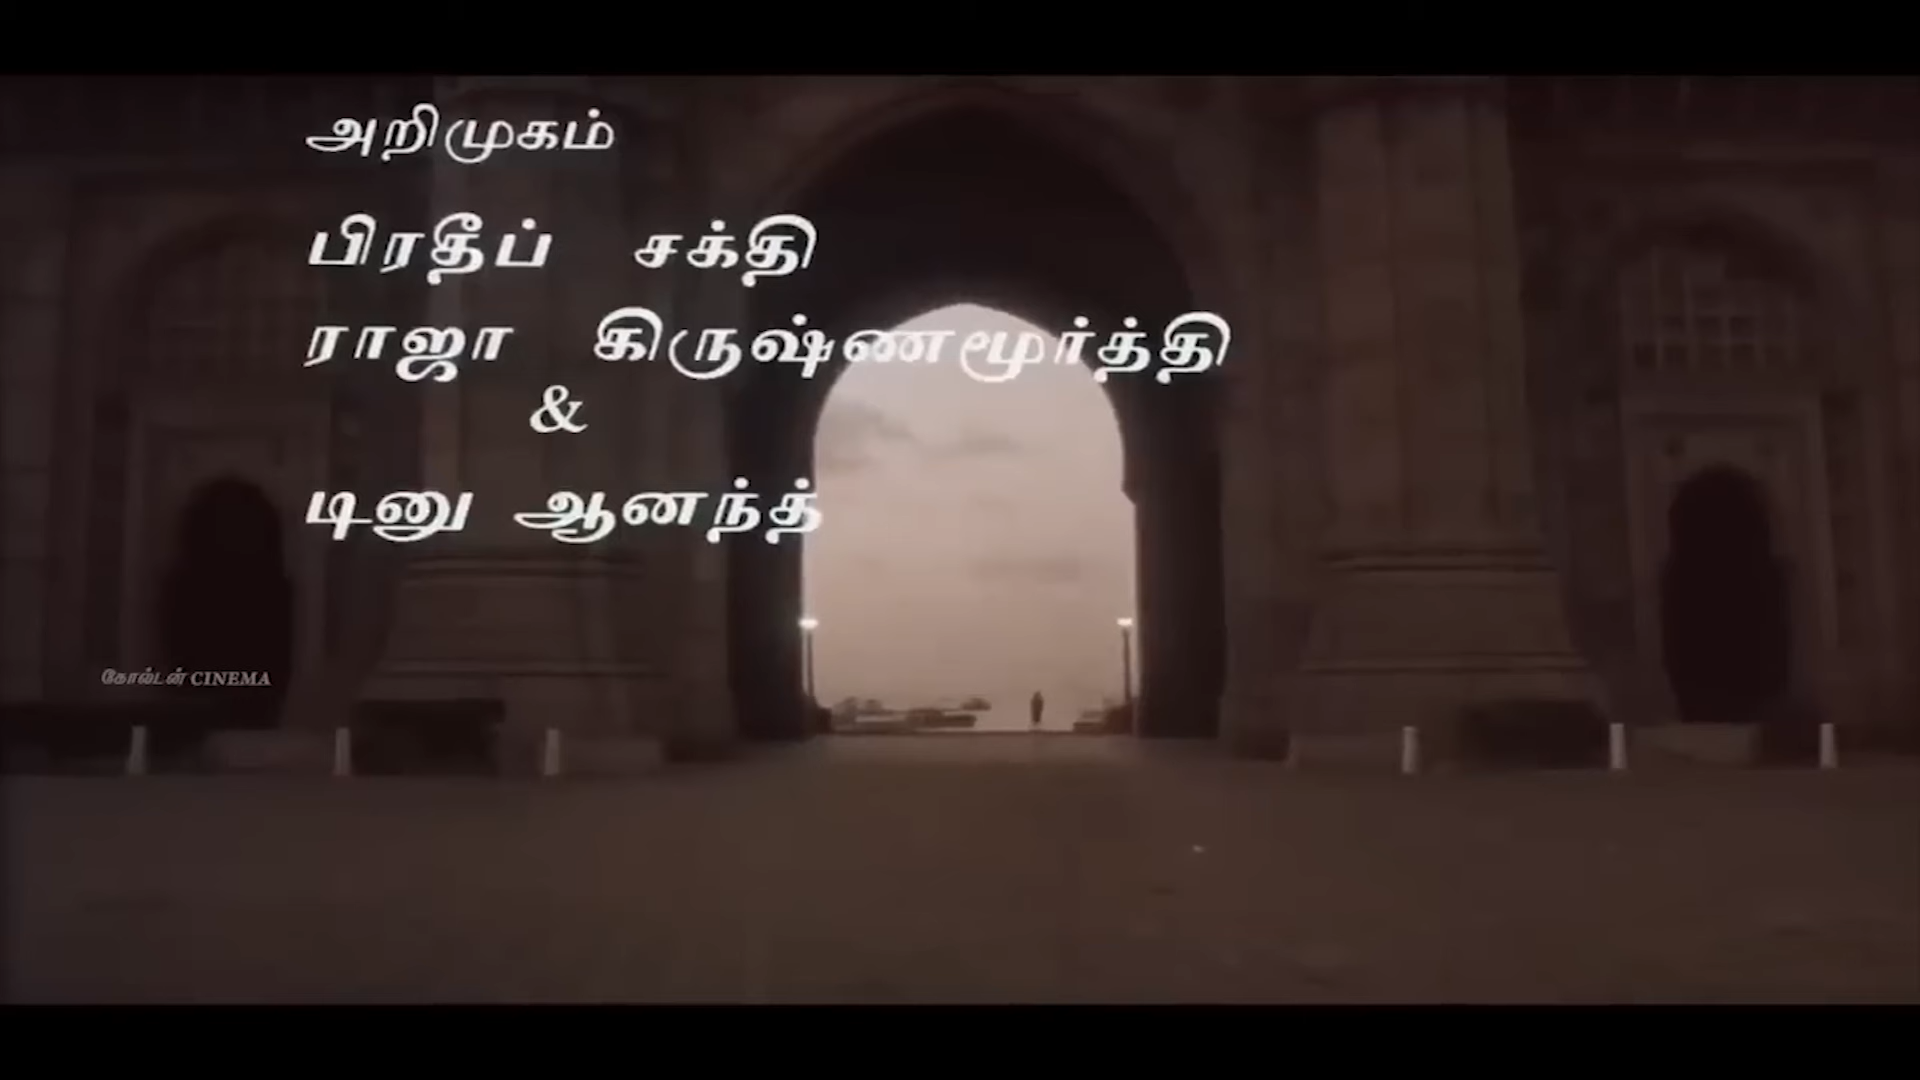 அறிமுகம்
பிரதீப் சக்தி
ராஜா கிருஷ்ணமூர்த்தி
&
டினு ஆனந்த்
கோல்டன் CINEMA